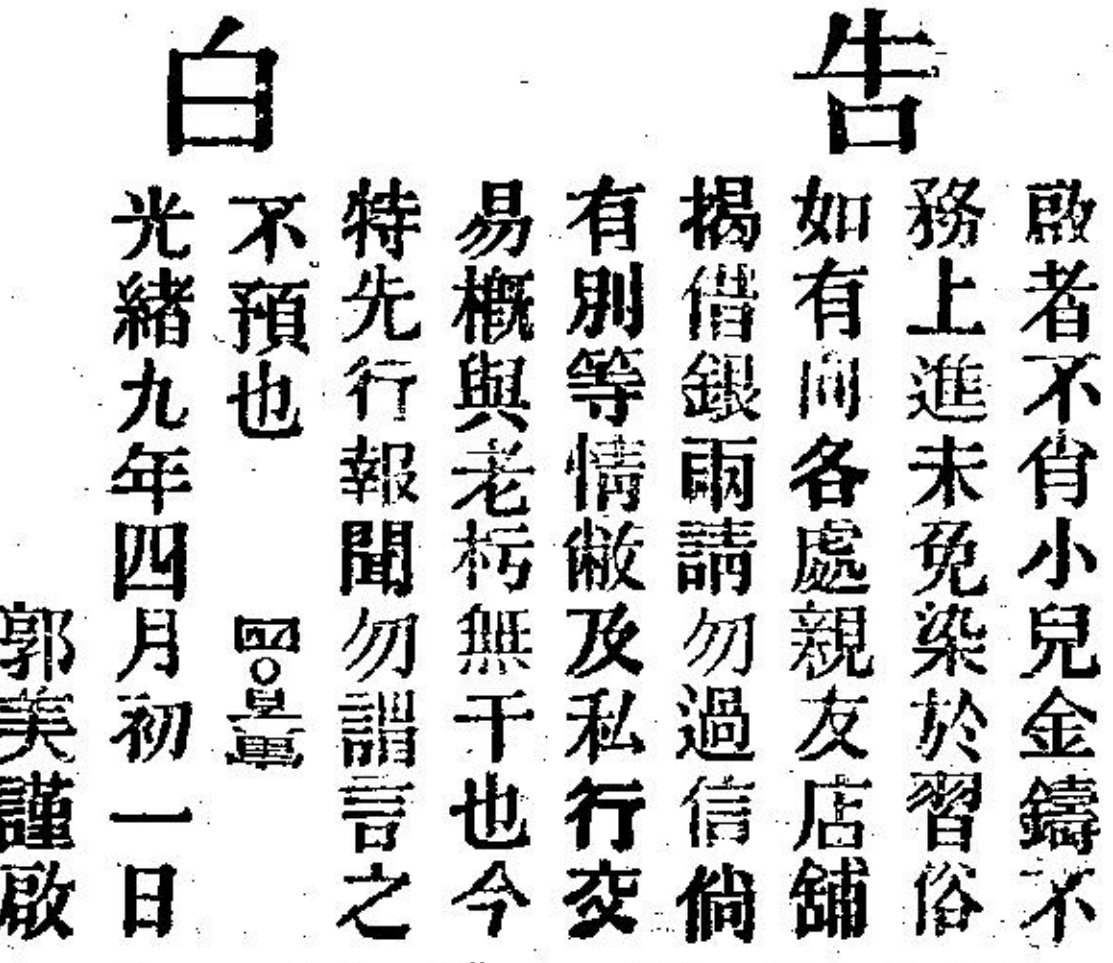 告白
啟者不肖小兒金鑄不
務上進未免染於習俗
如有向各處親友店舖
揭借銀兩請勿過信倘
有別等情敝及私行交
易概與老朽無干也今
特先行報聞勿謂言之
不預也
光緒九年四月初一日
郭美謹啟